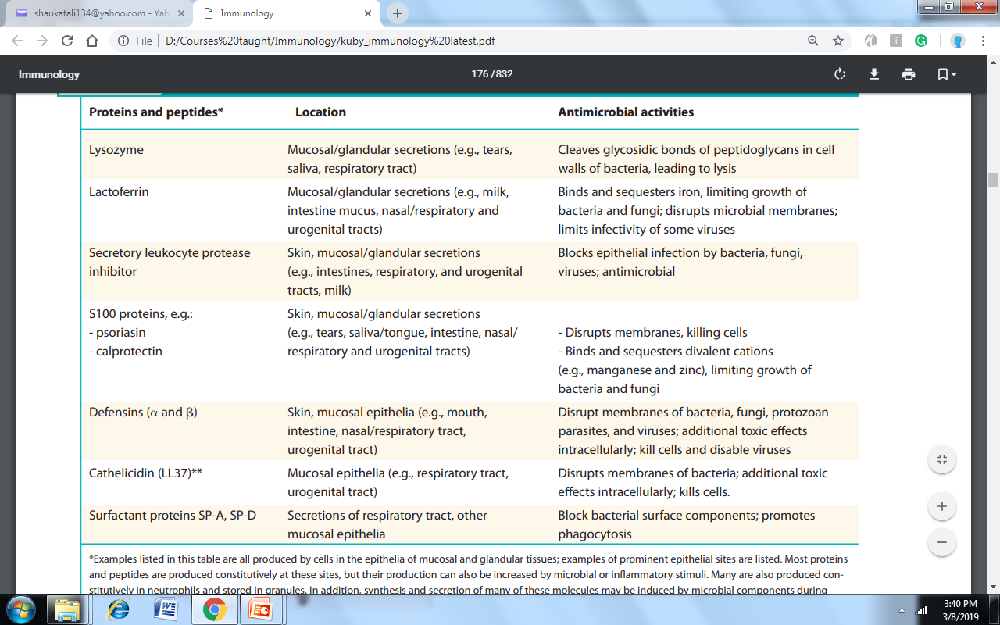 shaukatali134@yahoo.com - Yah
Immunology
File
D:/Courses%20taught/Immunology/kuby_immunology%20latest.pdf
Immunology
176 / 832
Proteins and peptides* Location Antimicrobial activities
Lysozyme Mucosal/glandular secretions (e.g., tears, Cleaves glycosidic bonds of peptidoglycans in cell
saliva, respiratory tract) walls of bacteria, leading to lysis
Lactoferrin Mucosal/glandular secretions (e.g., milk, Binds and sequesters iron, limiting growth of
intestine mucus, nasal/respiratory and bacteria and fungi; disrupts microbial membranes;
urogenital tracts) limits infectivity of some viruses
Secretory leukocyte protease Skin, mucosal/glandular secretions Blocks epithelial infection by bacteria, fungi,
inhibitor (e.g., intestines, respiratory, and urogenital viruses; antimicrobial
tracts, milk)
S100 proteins, e.g.: Skin, mucosal/glandular secretions
- psoriasin (e.g., tears, saliva/tongue, intestine, nasal/ - Disrupts membranes, killing cells
- calprotectin respiratory and urogenital tracts) - Binds and sequesters divalent cations
(e.g., manganese and zinc), limiting growth of
bacteria and fungi
Defensins (α and β) Skin, mucosal epithelia (e.g., mouth, Disrupt membranes of bacteria, fungi, protozoan
intestine, nasal/respiratory tract, parasites, and viruses; additional toxic effects
urogenital tract) intracellularly; kill cells and disable viruses
Cathelicidin (LL37)** Mucosal epithelia (e.g., respiratory tract, Disrupts membranes of bacteria; additional toxic
urogenital tract) effects intracellularly; kills cells.
Surfactant proteins SP-A, SP-D Secretions of respiratory tract, other Block bacterial surface components; promotes
mucosal epithelia phagocytosis
*Examples listed in this table are all produced by cells in the epithelia of mucosal and glandular tissues; examples of prominent epithelial sites are listed. Most proteins
and peptides are produced constitutively at these sites, but their production can also be increased by microbial or inflammatory stimuli. Many are also produced con-
stitutively in neutrophils and stored in granules. In addition, synthesis and secretion of many of these molecules may be induced by microbial components during
3:40 PM
3/8/2019